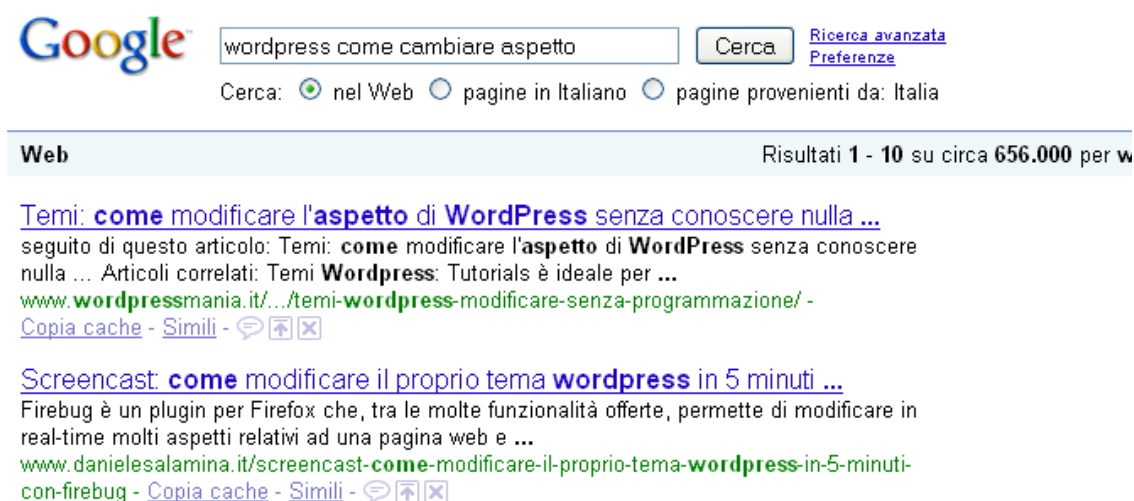 Google
wordpress come cambiare aspetto
Cerca
Ricerca avanzata
Preferenze
Cerca: nel Web pagine in Italiano pagine provenienti da: Italia
Web
Risultati 1 - 10 su circa 656.000 per
Temi: come modificare l'aspetto di WordPress senza conoscere nulla ...
seguito di questo articolo: Temi: come modificare l'aspetto di WordPress senza conoscere
nulla ... Articoli correlati: Temi Wordpress: Tutorials è ideale per ...
www.wordpressmania.it/.../temi-wordpress-modificare-senza-programmazione/ -
Copia cache - Simili -
Screencast: come modificare il proprio tema wordpress in 5 minuti ...
Firebug è un plugin per Firefox che, tra le molte funzionalità offerte, permette di modificare in
real-time molti aspetti relativi ad una pagina web e ...
www.danielesalamina.it/screencast-come-modificare-il-proprio-tema-wordpress-in-5-minuti-
con-firebug - Copia cache - Simili -